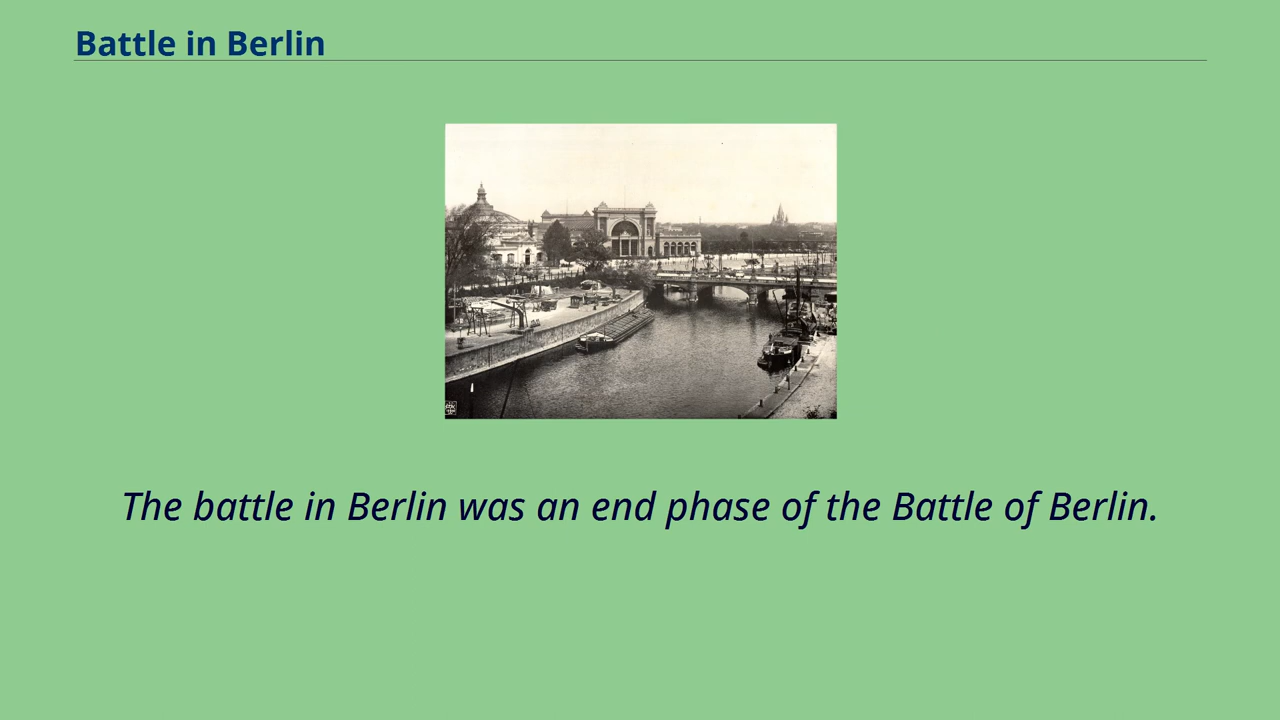 Battle in Berlin
The battle in Berlin was an end phase of the Battle of Berlin.